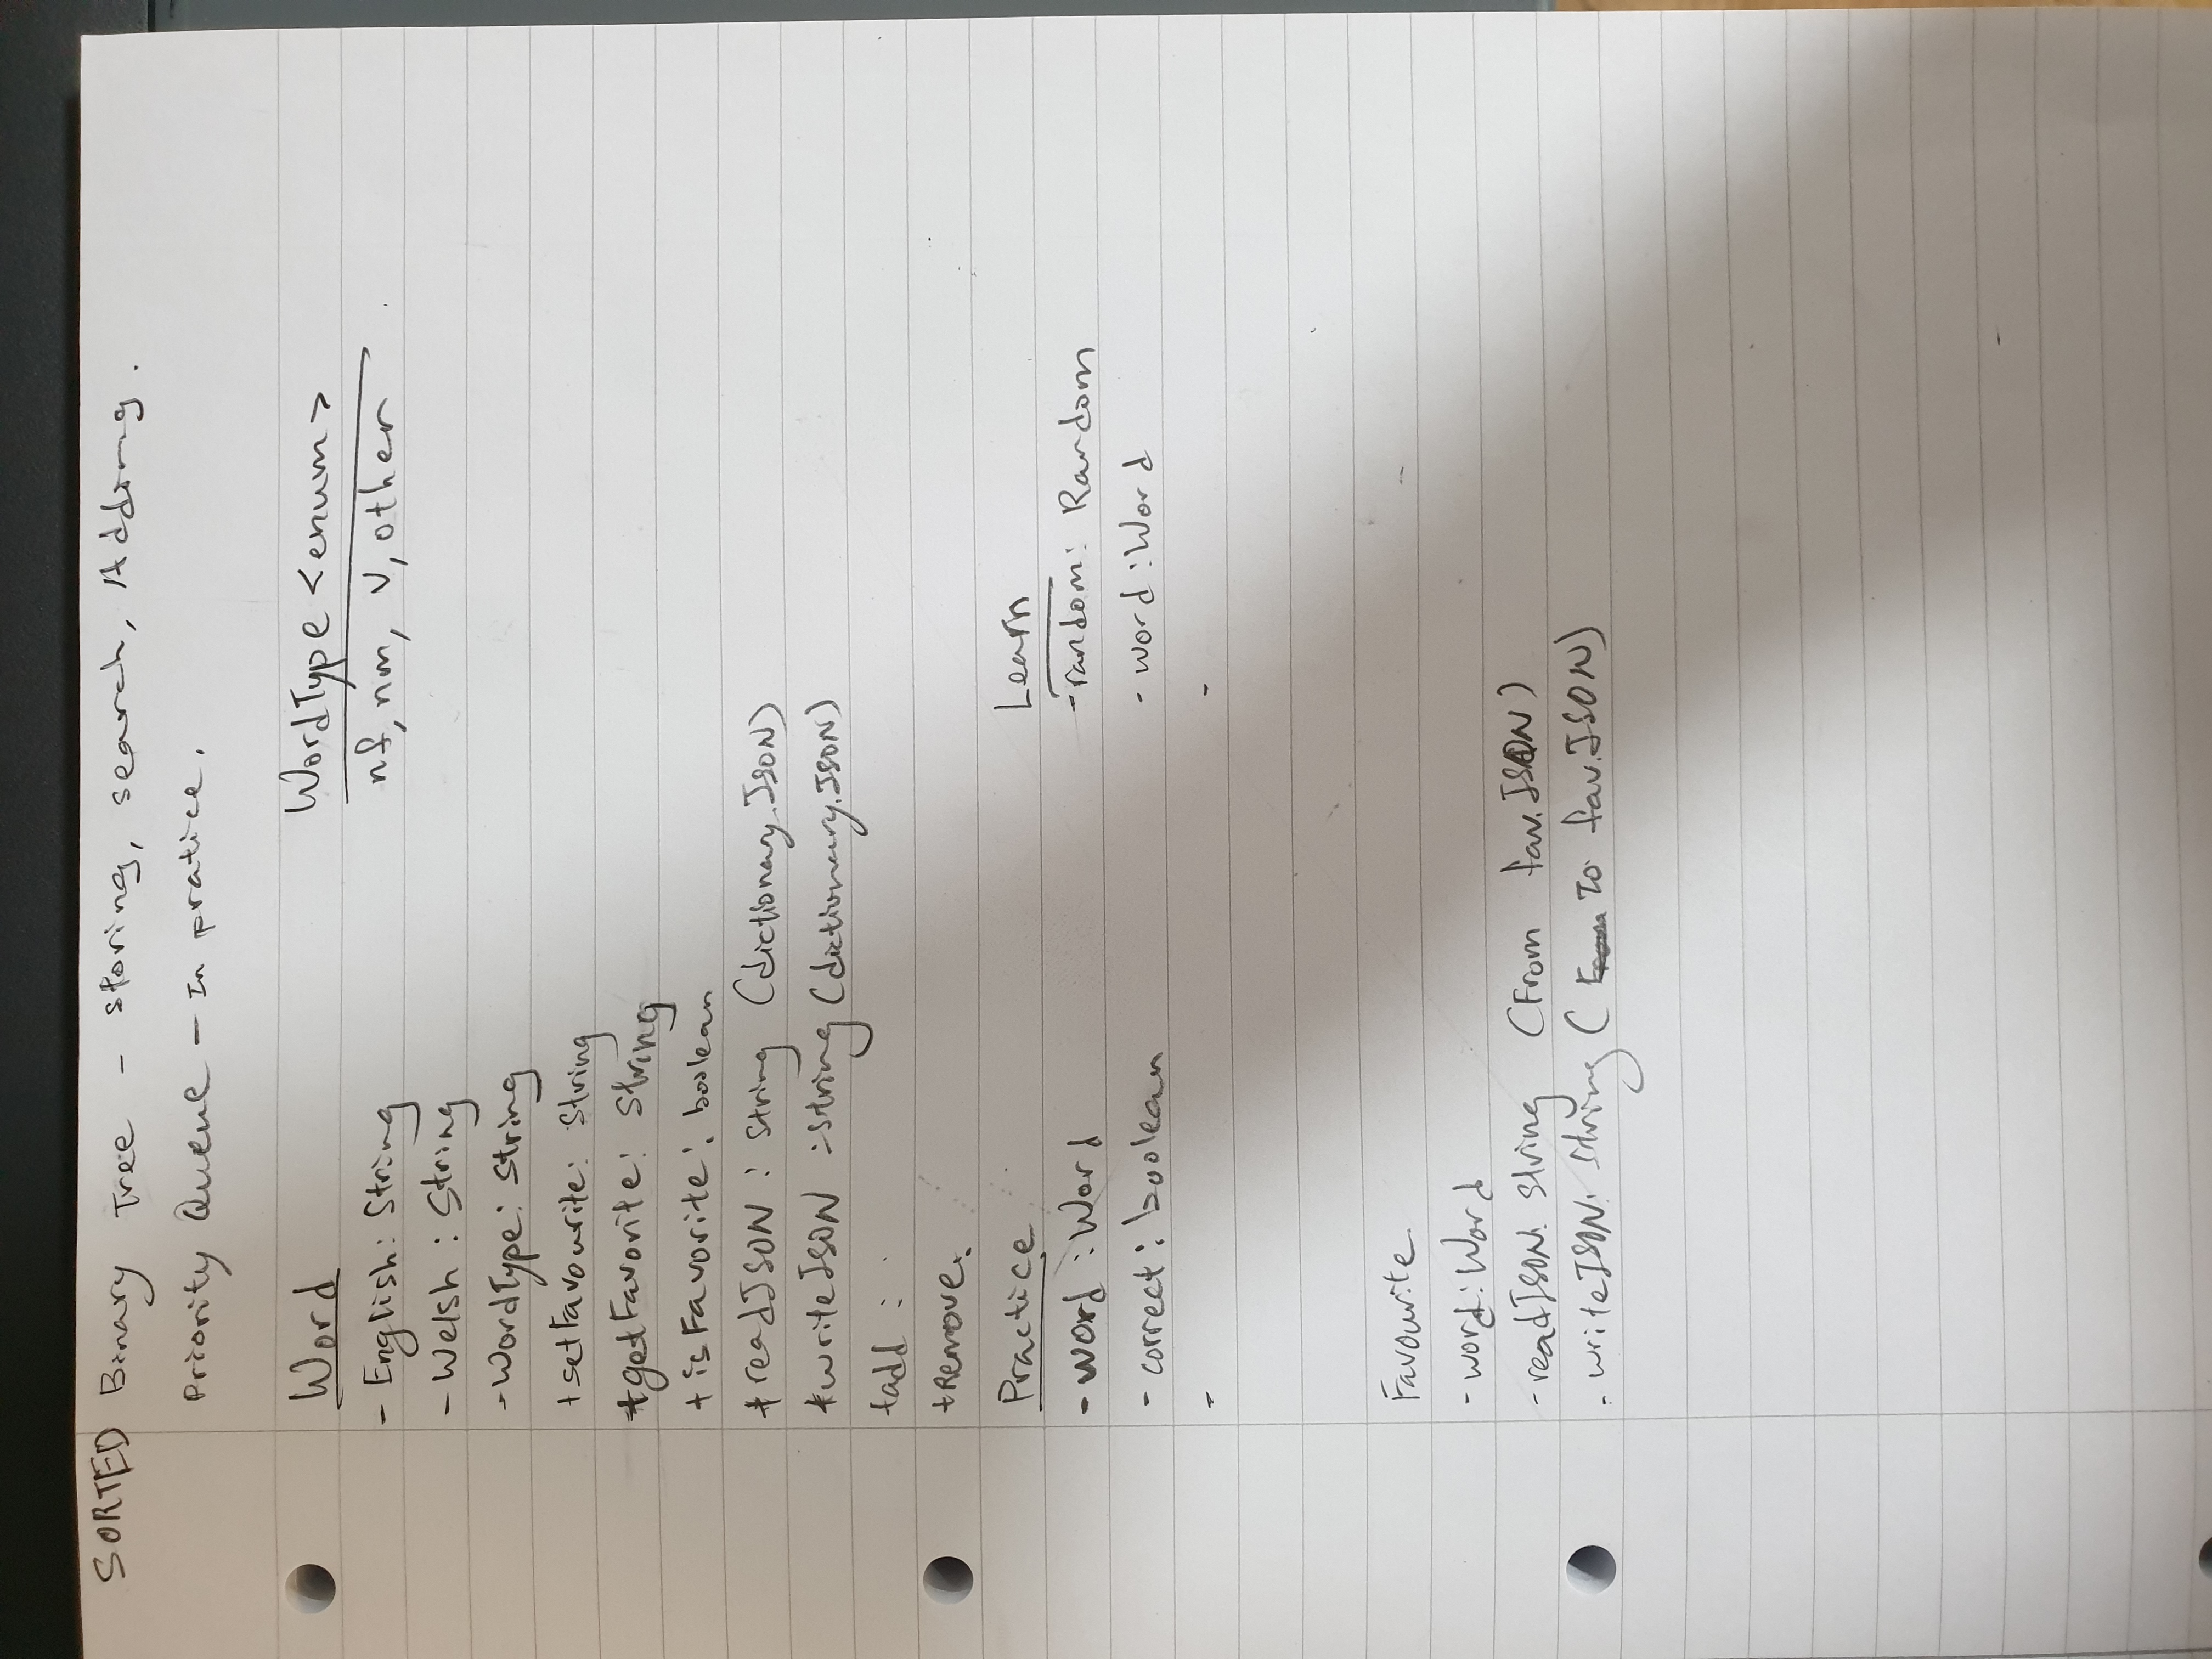 SORTED Binary Tree - storing, search, Adding.
Priority Queue - In pratice.
Word
- English: String
- Welsh : String
- WordType: String
+ setFavourite: String
+ getFavorite: String
+ isFavorite: boolean
+ readJSON : String (dictionary.JSON)
+ writeJSON : String (dictionary.JSON)
+add :
+Remove:
WordType <enum>
nf, nm, v, other
Practice
- word : Word
- correct : boolean
-
Learn
- random: Random
- word : Word
-
Favourite
- word: Word
- readJSON: String (From fav.JSON)
- writeJSON: String (To fav.JSON)